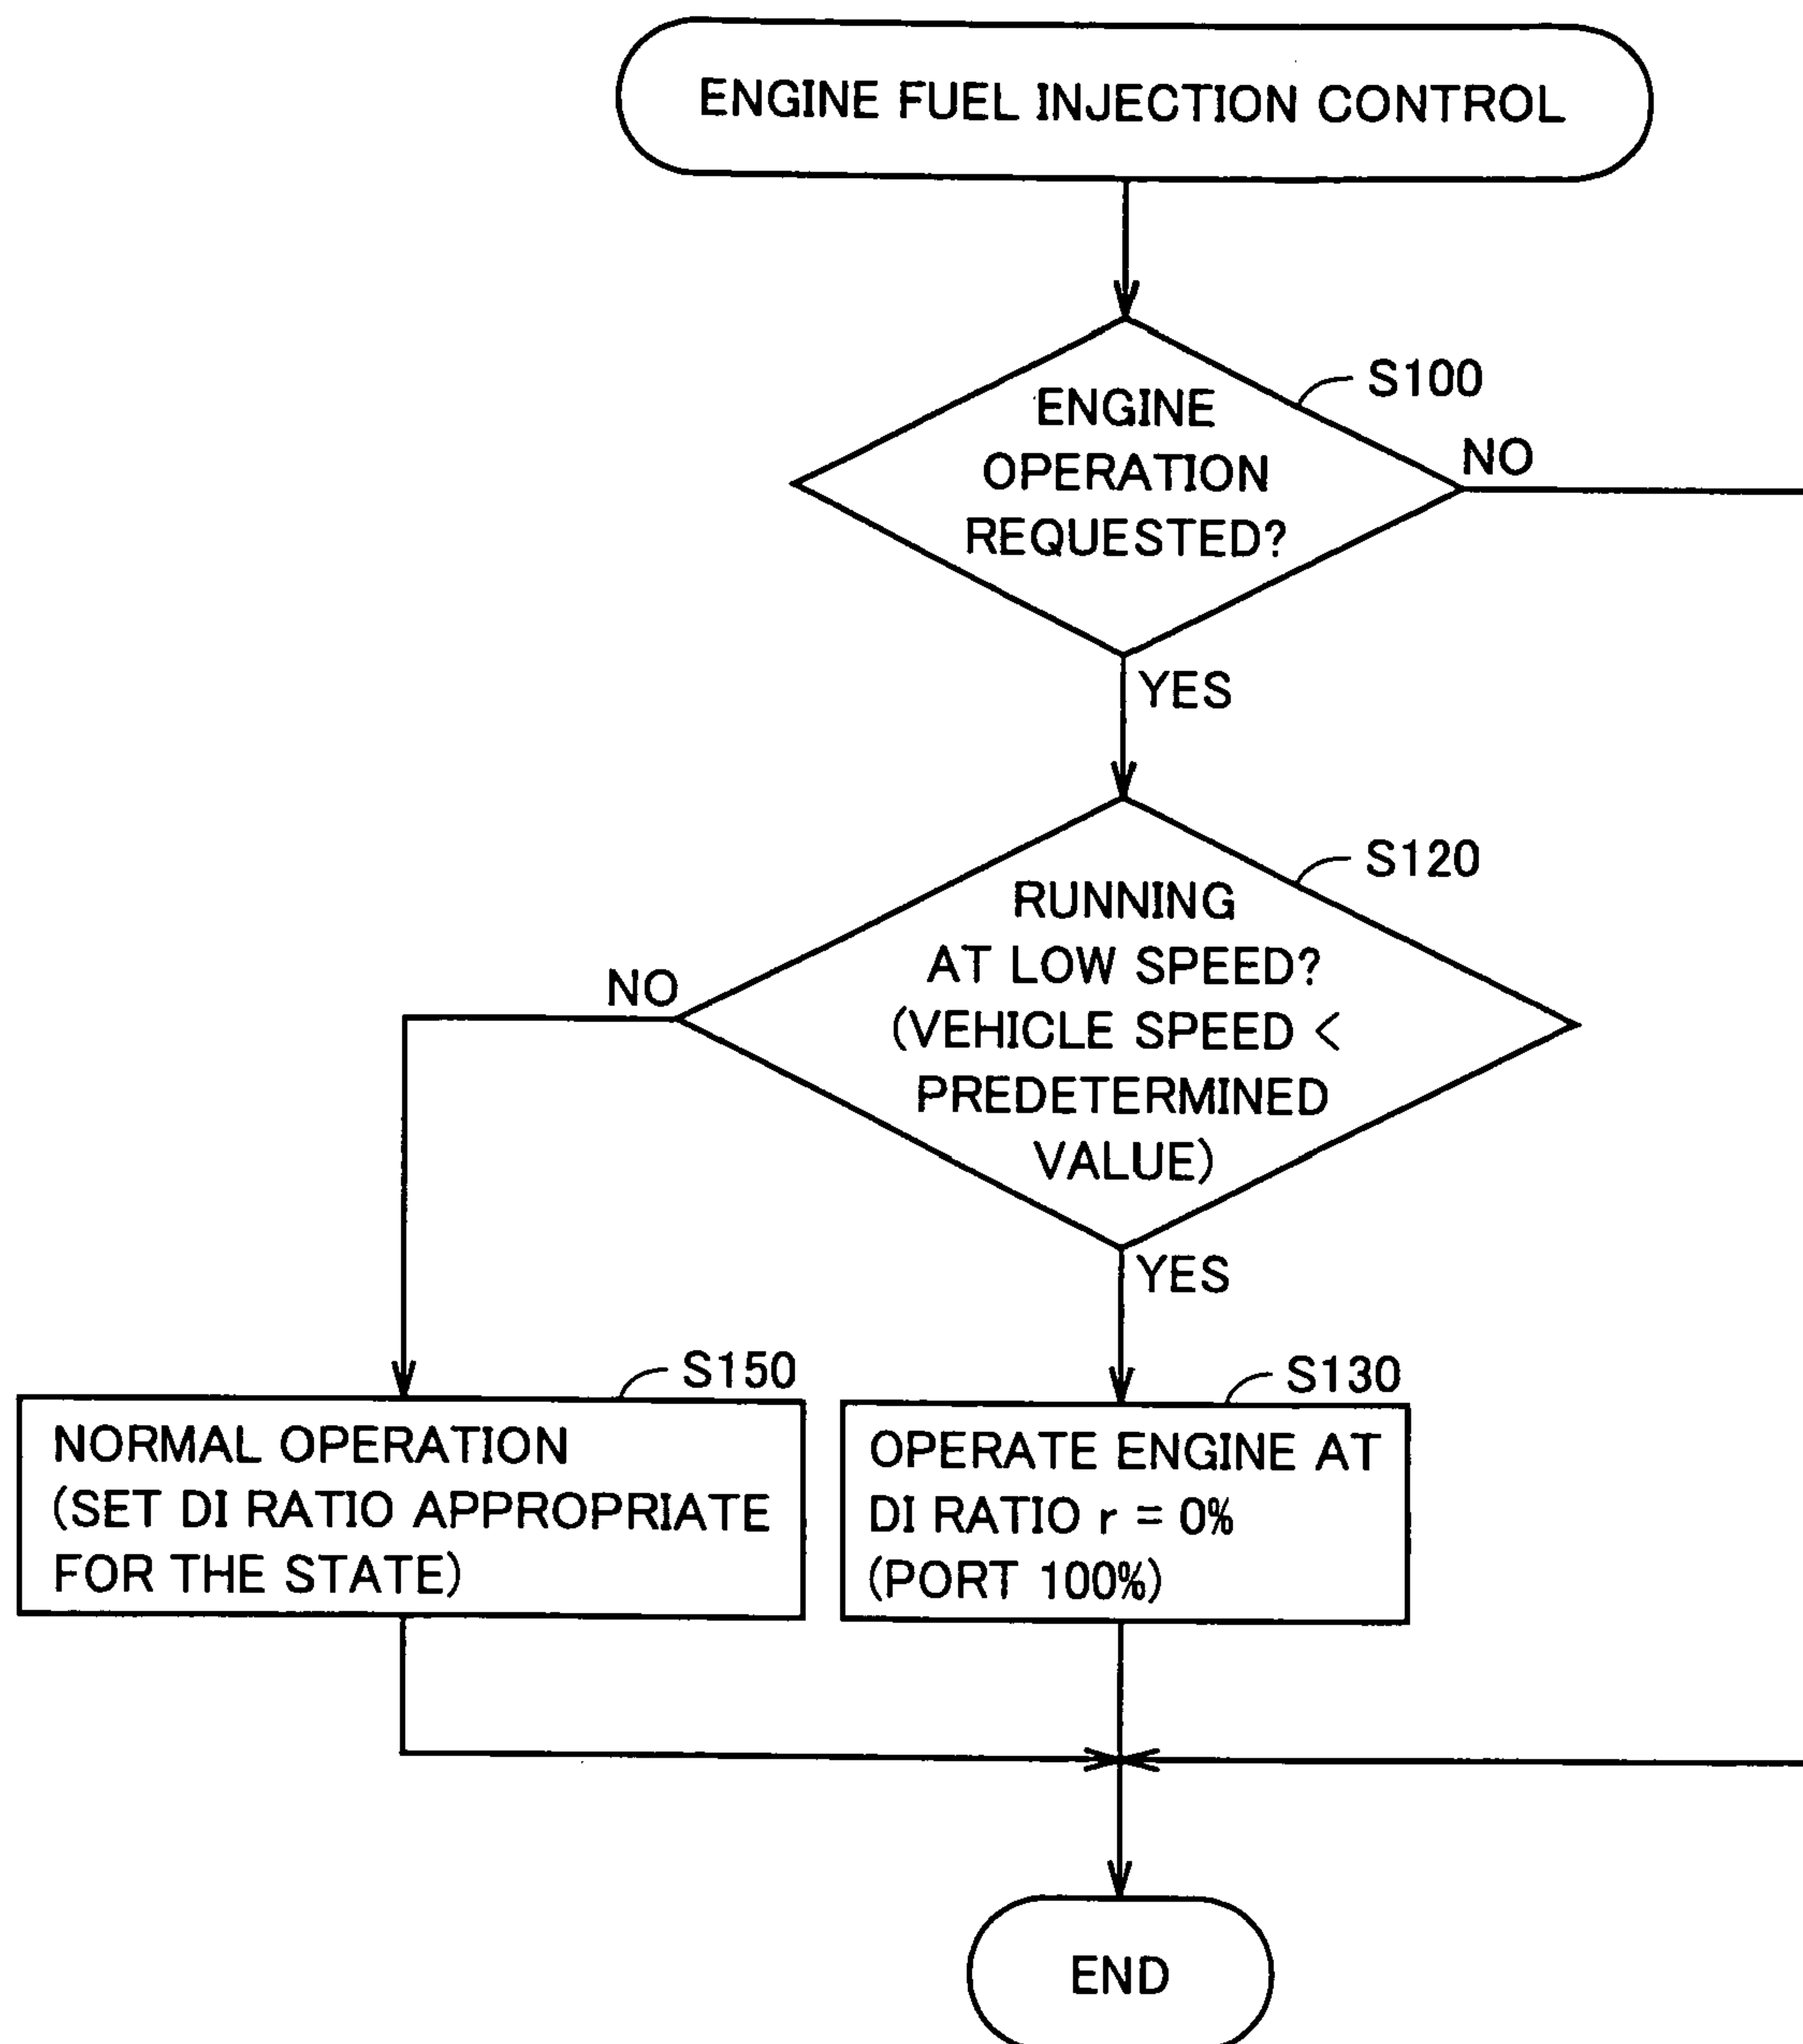 ENGINE FUEL INJECTION CONTROL
S100
ENGINE
OPERATION
REQUESTED?
NO
YES
S120
RUNNING
AT LOW SPEED?
(VEHICLE SPEED <
PREDETERMINED
VALUE)
NO
YES
S150
NORMAL OPERATION
(SET DI RATIO APPROPRIATE
FOR THE STATE)
S130
OPERATE ENGINE AT
DI RATIO r = 0%
(PORT 100%)
END